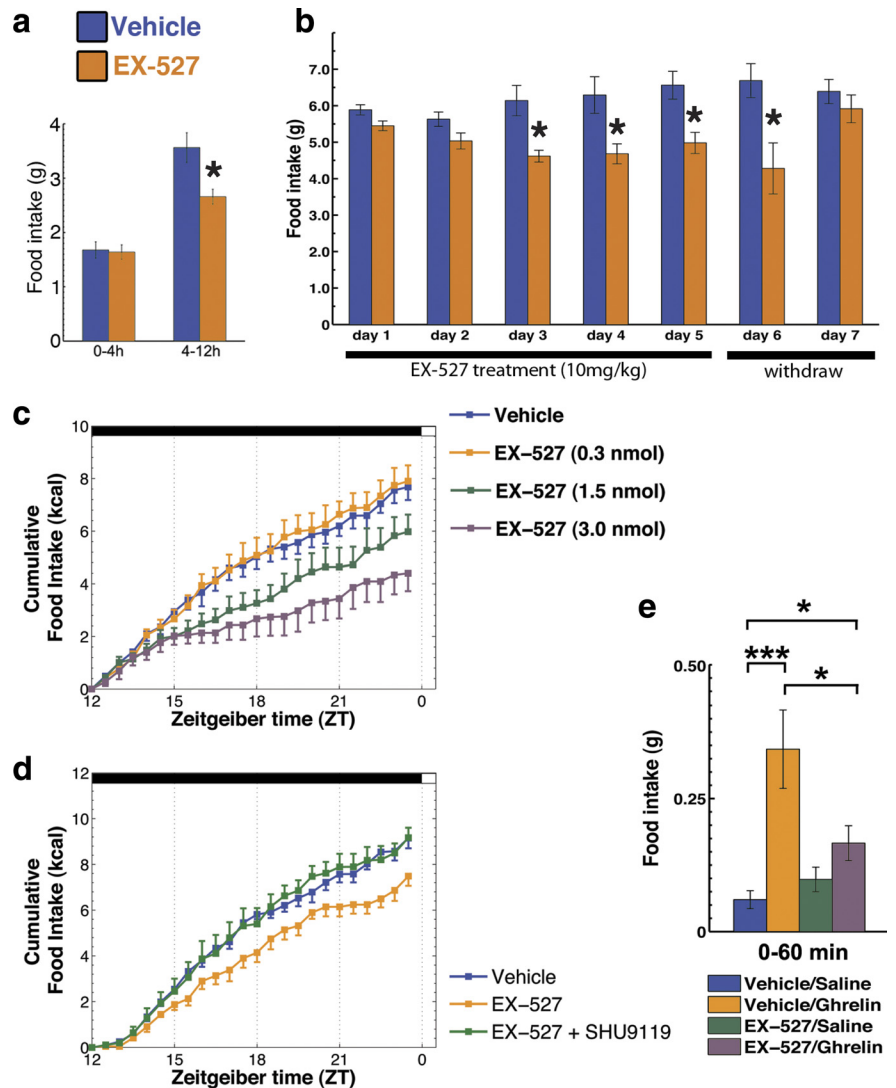 a
Vehicle
EX-527
Food intake (g)
4
3
2
1
0
*
0-4h
4-12h
b
Food intake (g)
7.0
6.0
5.0
4.0
3.0
2.0
1.0
0.0
*
*
*
*
day 1
day 2
day 3
day 4
day 5
day 6
day 7
EX-527 treatment (10mg/kg)
withdraw
c
Cumulative
Food Intake (kcal)
10
8
6
4
2
0
12
15
18
21
0
Zeitgeiber time (ZT)
Vehicle
EX–527 (0.3 nmol)
EX–527 (1.5 nmol)
EX–527 (3.0 nmol)
d
Cumulative
Food Intake (kcal)
12
10
8
6
4
2
0
12
15
18
21
0
Zeitgeiber time (ZT)
Vehicle
EX-527
EX-527 + SHU9119
e
*
***
*
Food intake (g)
0.50
0.25
0
0-60 min
Vehicle/Saline
Vehicle/Ghrelin
EX–527/Saline
EX–527/Ghrelin